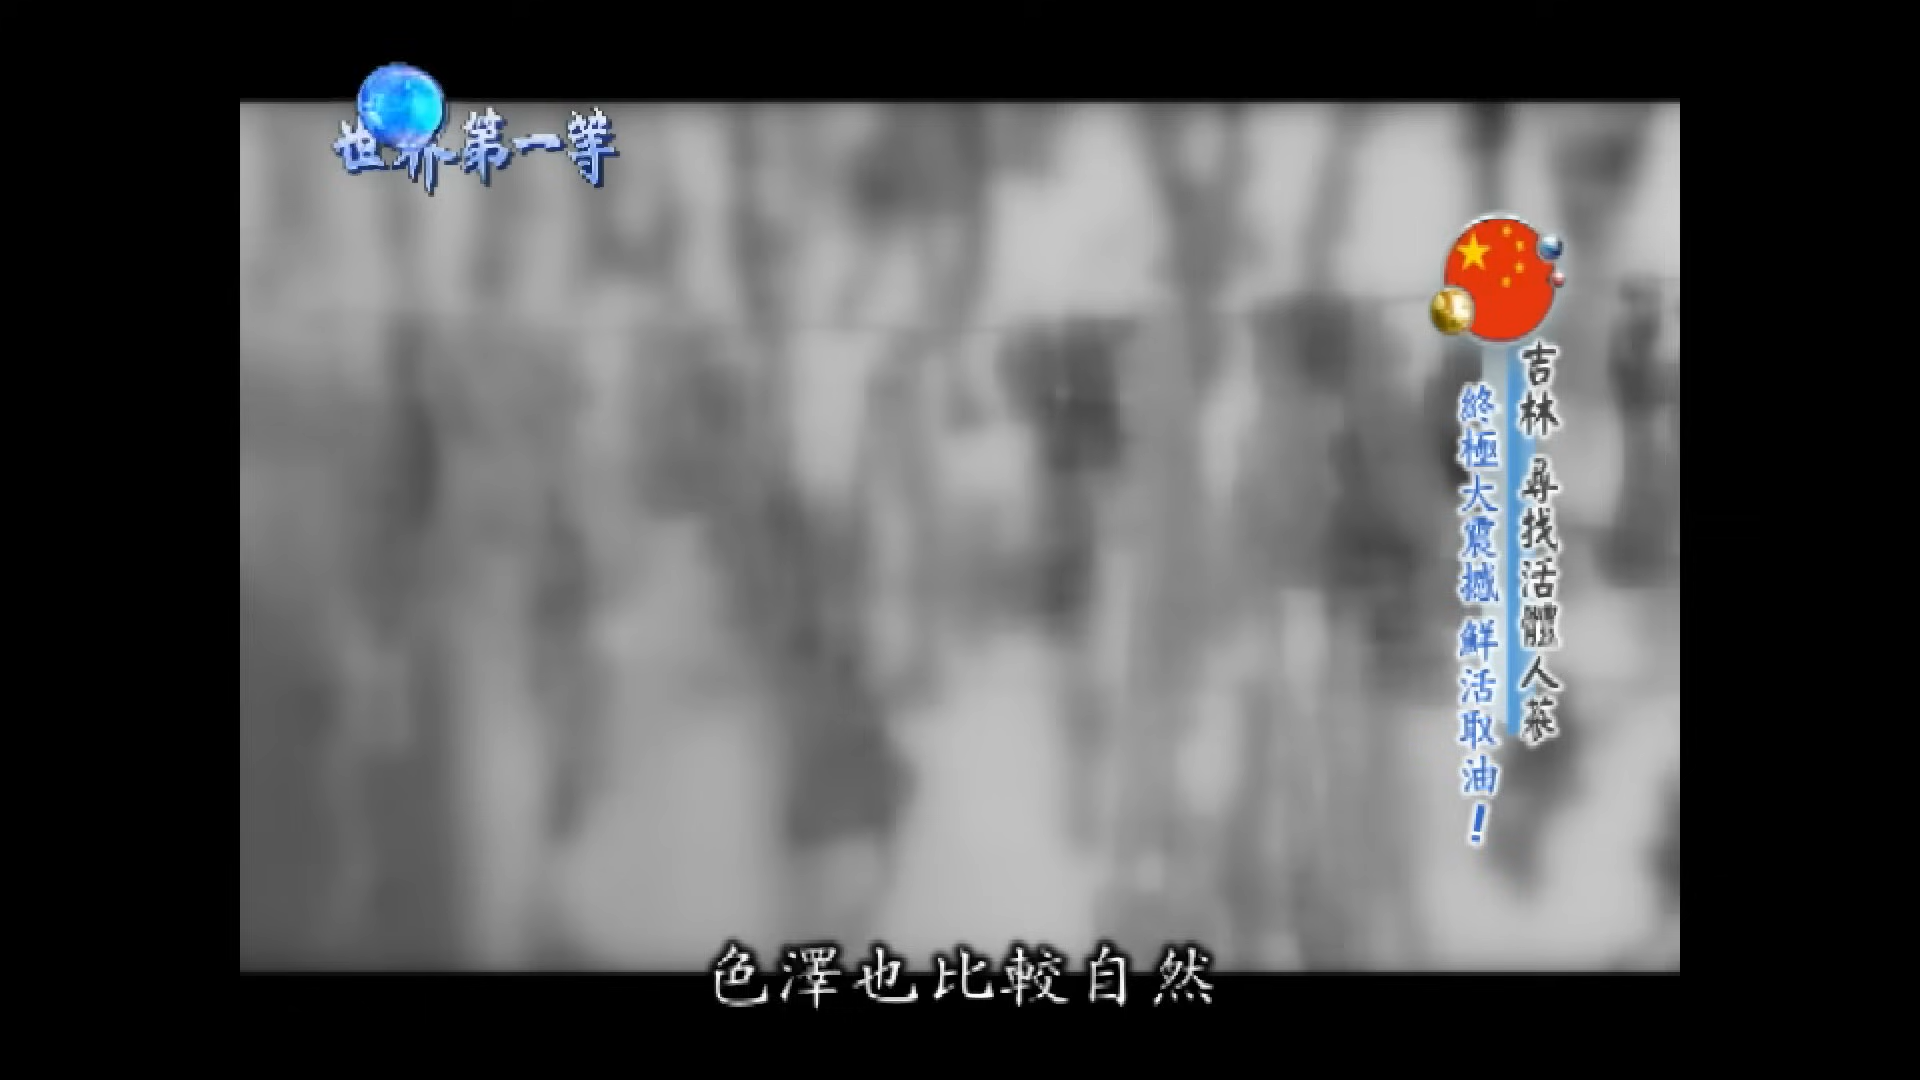 世界第一等
吉林 尋找活體人蔘
終極大震撼 鮮活取油!
色澤也比較自然